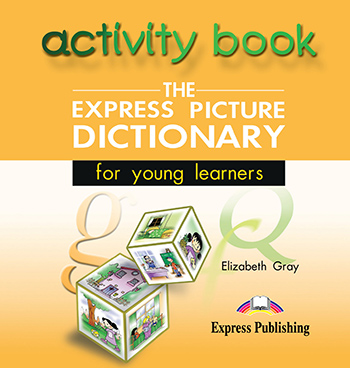 activity book
THE
EXPRESS PICTURE
DICTIONARY
for young learners
g
Q
Elizabeth Gray
Express Publishing